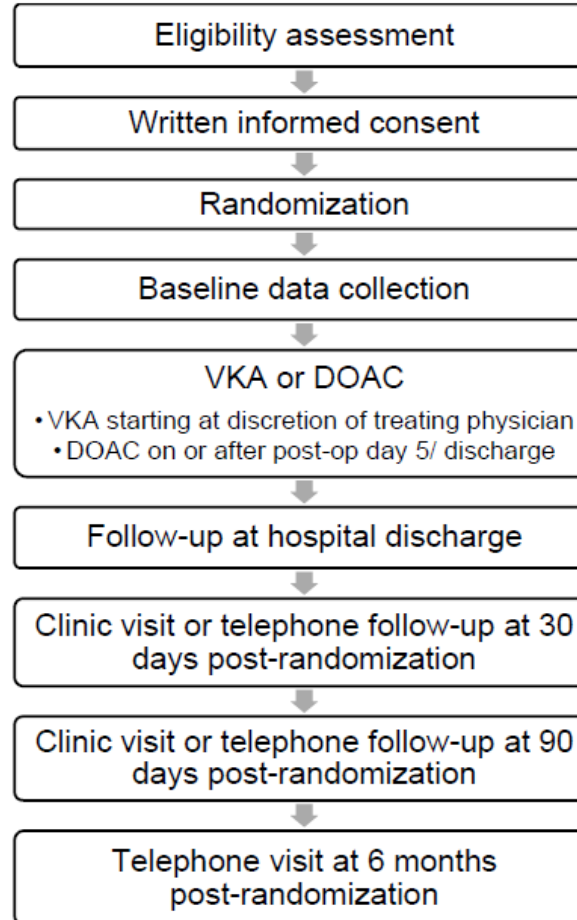 Eligibility assessment
Written informed consent
Randomization
Baseline data collection
VKA or DOAC
• VKA starting at discretion of treating physician
• DOAC on or after post-op day 5/ discharge
Follow-up at hospital discharge
Clinic visit or telephone follow-up at 30
days post-randomization
Clinic visit or telephone follow-up at 90
days post-randomization
Telephone visit at 6 months
post-randomization